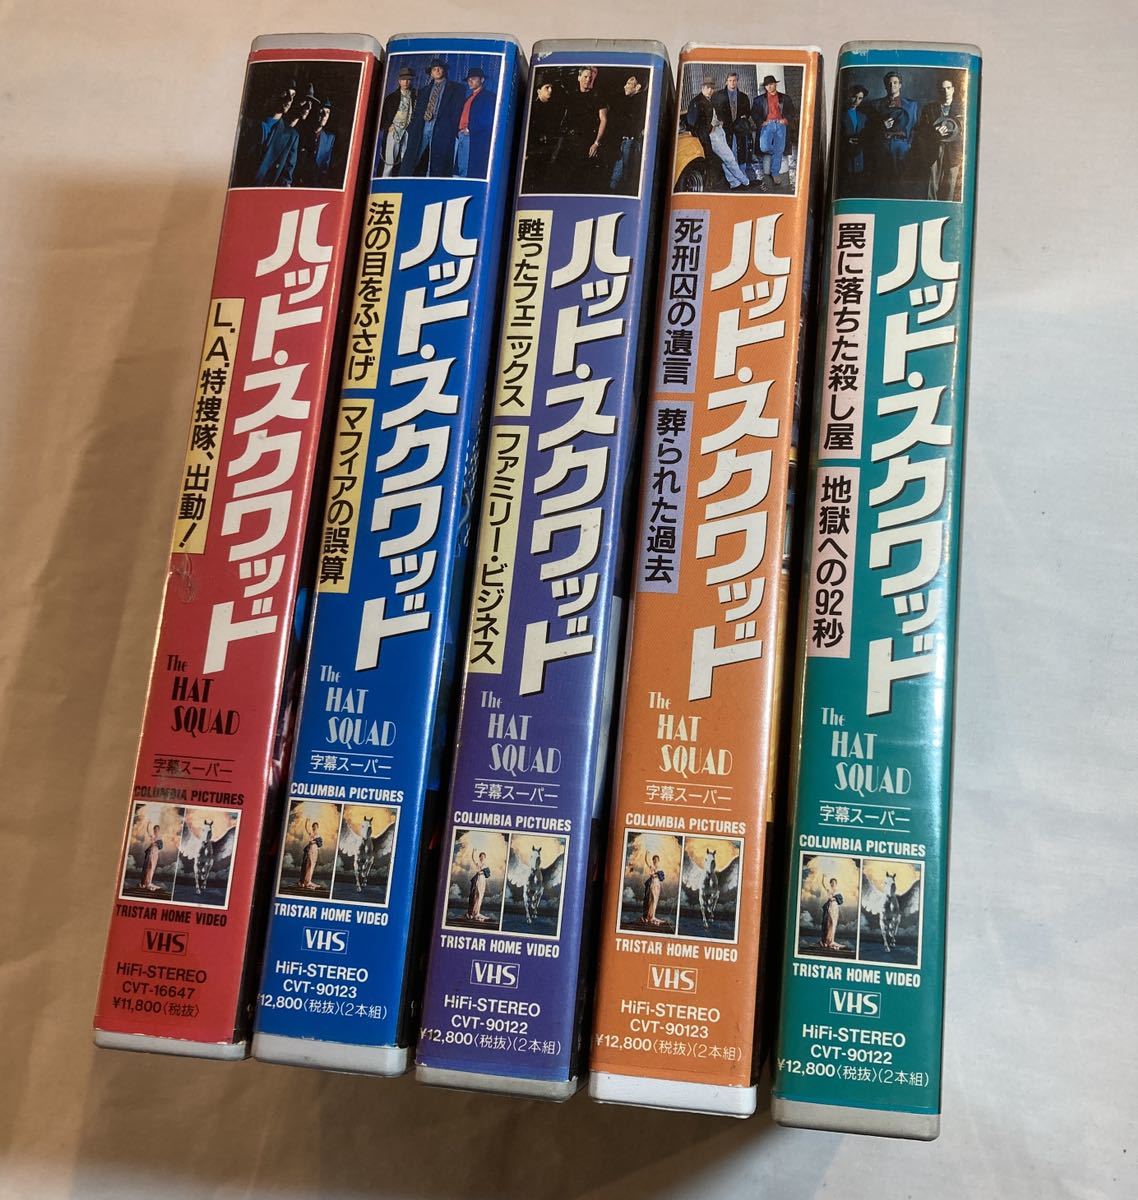 ハット・スクワッド
L.A.特捜隊、出動!
The
HAT
SQUAD
字幕スーパー
COLUMBIA PICTURES
TRISTAR HOME VIDEO
VHS
HiFi-STEREO
CVT-16647
¥11,800〈税抜〉
ハット・スクワッド
法の目をふさげ
マフィアの誤算
The
HAT
SQUAD
字幕スーパー
COLUMBIA PICTURES
TRISTAR HOME VIDEO
VHS
HiFi-STEREO
CVT-90123
¥12,800〈税抜〉(2本組)
ハット・スクワッド
甦ったフェニックス
ファミリー・ビジネス
The
HAT
SQUAD
字幕スーパー
COLUMBIA PICTURES
TRISTAR HOME VIDEO
VHS
HiFi-STEREO
CVT-90122
¥12,800〈税抜〉(2本組)
ハット・スクワッド
死刑囚の遺言
葬られた過去
The
HAT
SQUAD
字幕スーパー
COLUMBIA PICTURES
TRISTAR HOME VIDEO
VHS
HiFi-STEREO
CVT-90123
¥12,800〈税抜〉(2本組)
ハット・スクワッド
罠に落ちた殺し屋
地獄への92秒
The
HAT
SQUAD
字幕スーパー
COLUMBIA PICTURES
TRISTAR HOME VIDEO
VHS
HiFi-STEREO
CVT-90122
¥12,800〈税抜〉(2本組)